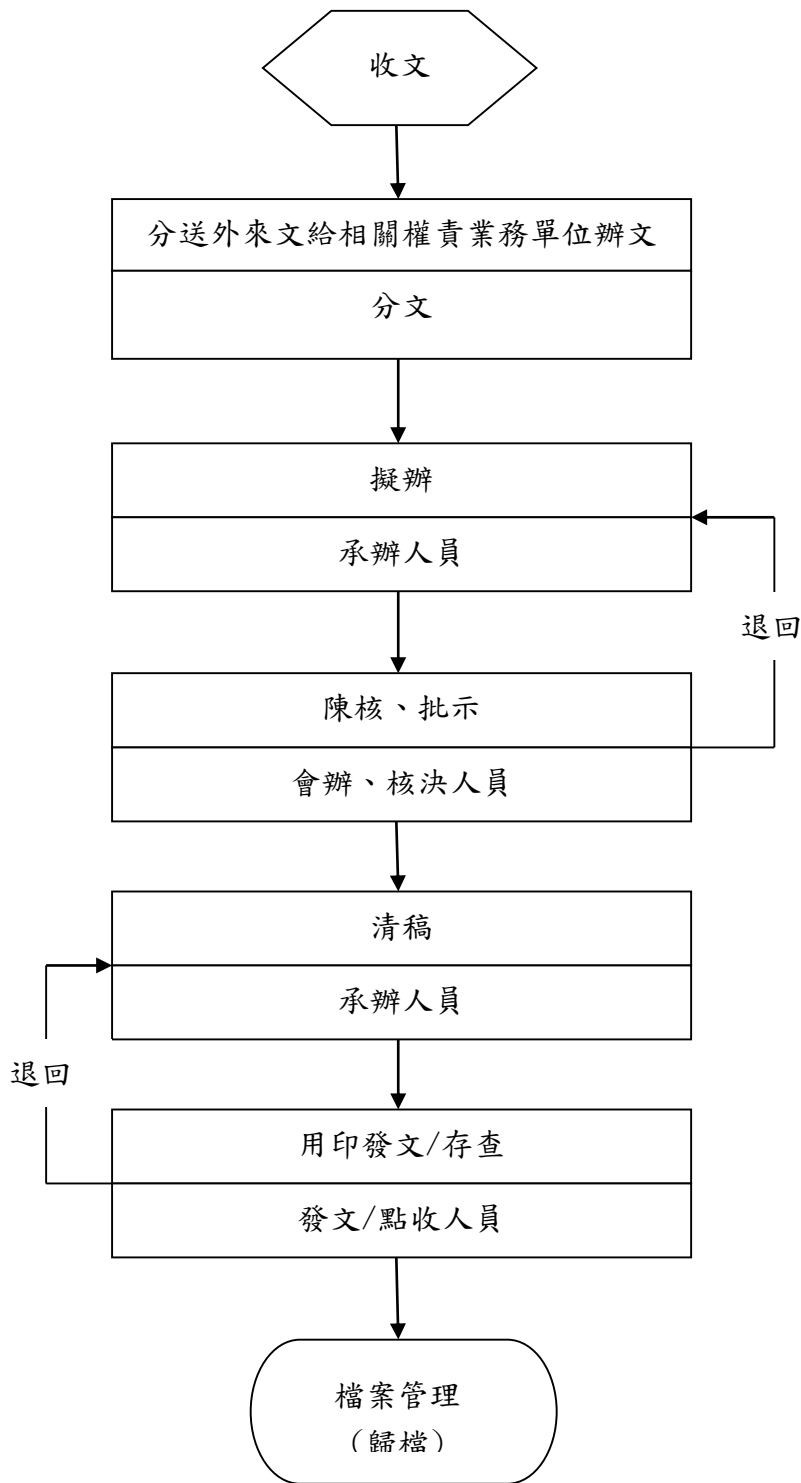 收文
分送外來文給相關權責業務單位辦文
分文
擬辦
承辦人員
退回
陳核、批示
會辦、核決人員
清稿
承辦人員
退回
用印發文/存查
發文/點收人員
檔案管理
（歸檔）